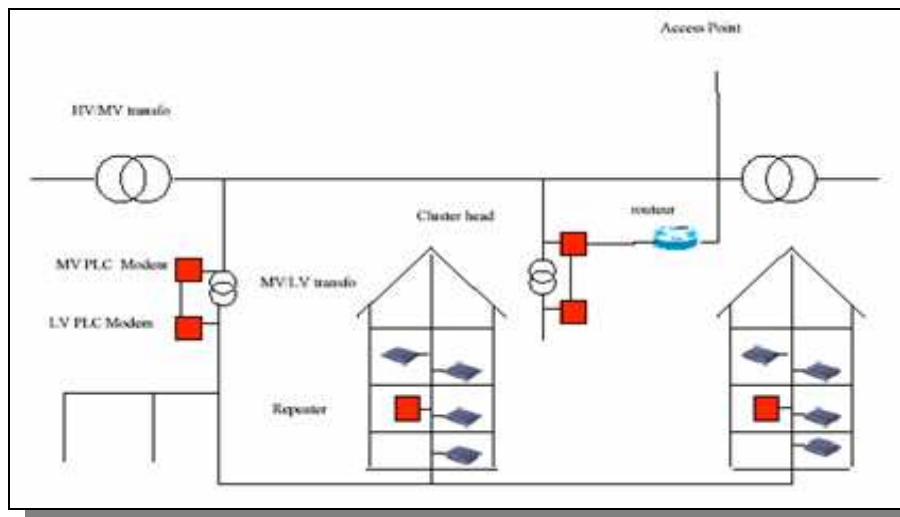 Access Point
HV/MV transfo
Cluster head
routeur
MV PLC Modem
MV/LV transfo
LV PLC Modem
Repeater